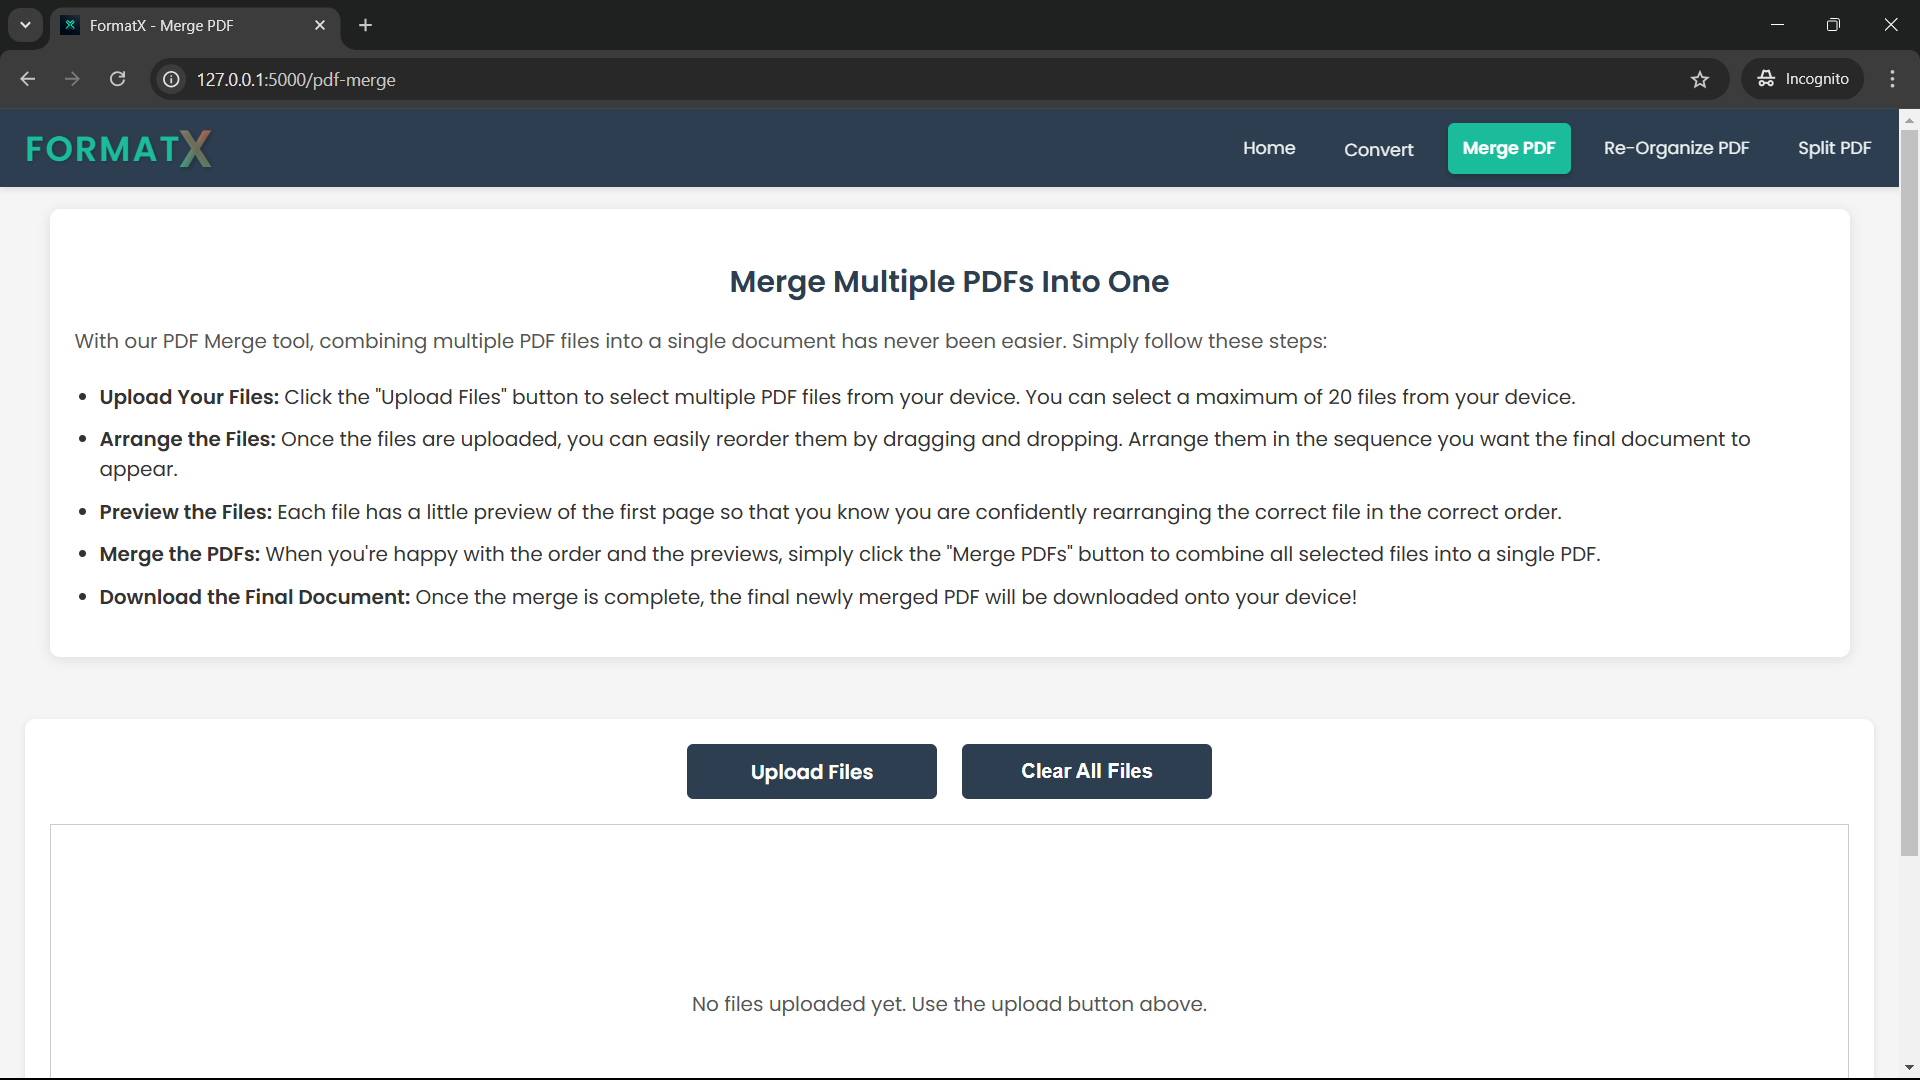 FormatX - Merge PDF
127.0.0.1:5000/pdf-merge
Incognito
FORMATX
Home
Convert
Merge PDF
Re-Organize PDF
Split PDF
Merge Multiple PDFs Into One
With our PDF Merge tool, combining multiple PDF files into a single document has never been easier. Simply follow these steps:
• Upload Your Files: Click the "Upload Files" button to select multiple PDF files from your device. You can select a maximum of 20 files from your device.
• Arrange the Files: Once the files are uploaded, you can easily reorder them by dragging and dropping. Arrange them in the sequence you want the final document to
appear.
• Preview the Files: Each file has a little preview of the first page so that you know you are confidently rearranging the correct file in the correct order.
• Merge the PDFs: When you're happy with the order and the previews, simply click the "Merge PDFs" button to combine all selected files into a single PDF.
• Download the Final Document: Once the merge is complete, the final newly merged PDF will be downloaded onto your device!
Upload Files
Clear All Files
No files uploaded yet. Use the upload button above.